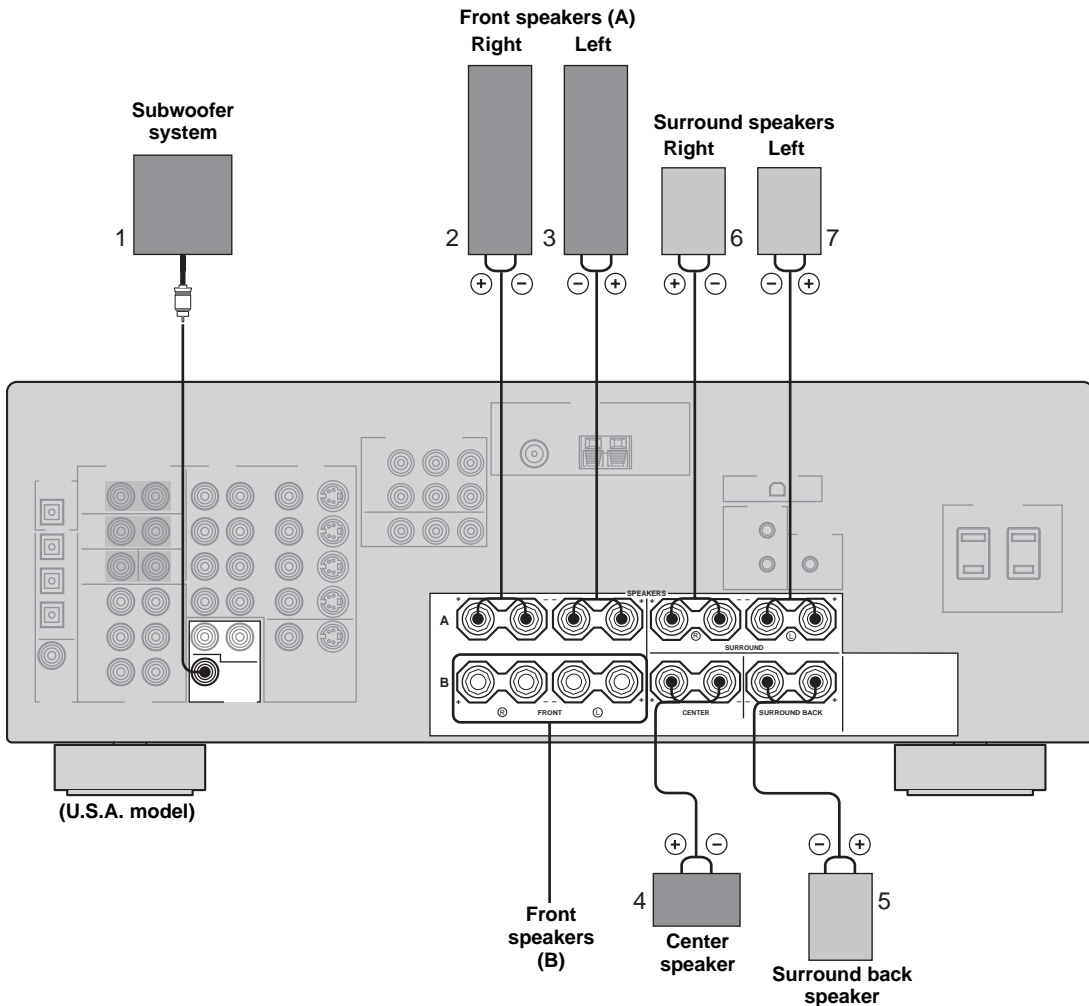 Front speakers (A)
Right Left
Subwoofer
system
Surround speakers
Right Left
1
2
3
6
7
+ − − + + − − +
SPEAKERS
+ - - + + - - +
A
R L
SURROUND
B
+ - - + + - - +
R FRONT L
CENTER
SURROUND BACK
(U.S.A. model)
+ − − +
4
5
Front
speakers
(B)
Center
speaker
Surround back
speaker